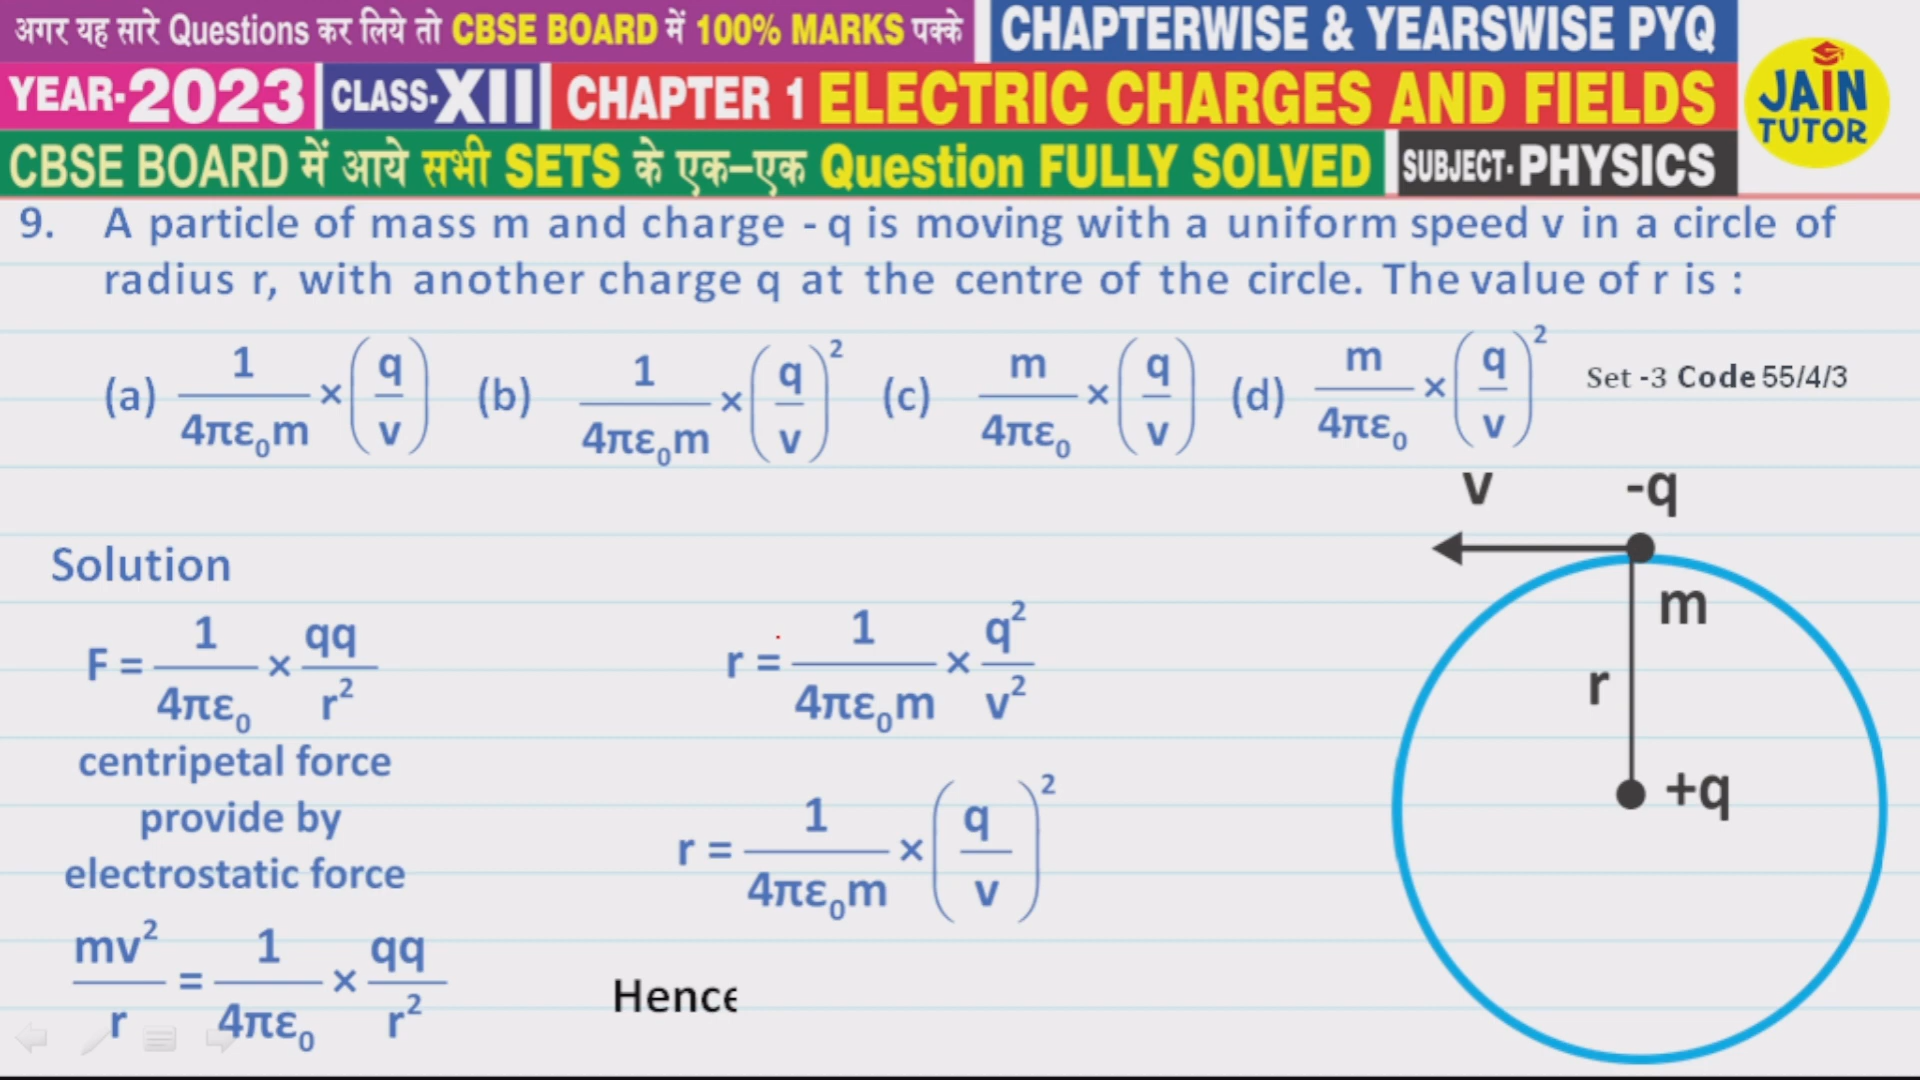 अगर यह सारे Questions कर लिये तो CBSE BOARD में 100% MARKS पक्के
CHAPTERWISE & YEARSWISE PYQ
YEAR-2023 CLASS-XII CHAPTER 1 ELECTRIC CHARGES AND FIELDS
JAIN
TUTOR
CBSE BOARD में आये सभी SETS के एक–एक Question FULLY SOLVED SUBJECT- PHYSICS
9. A particle of mass m and charge - q is moving with a uniform speed v in a circle of
radius r, with another charge q at the centre of the circle. The value of r is :
(a) 1/4πε₀m × (q/v) (b) 1/4πε₀m × (q/v)² (c) m/4πε₀ × (q/v) (d) m/4πε₀ × (q/v)² Set -3 Code 55/4/3
Solution
F = 1/4πε₀ × qq/r²
centripetal force
provide by
electrostatic force
mv²/r = 1/4πε₀ × qq/r²
r = 1/4πε₀m × q²/v²
r = 1/4πε₀m × (q/v)²
Hence
v -q
m
r
+q